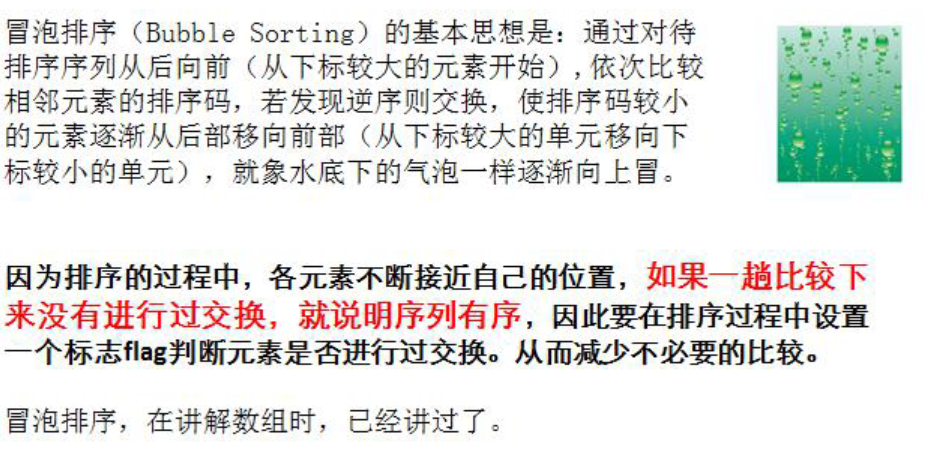 冒泡排序（Bubble Sorting）的基本思想是：通过对待
排序序列从后向前（从下标较大的元素开始）,依次比较
相邻元素的排序码，若发现逆序则交换，使排序码较小
的元素逐渐从后部移向前部（从下标较大的单元移向下
标较小的单元），就象水底下的气泡一样逐渐向上冒。
因为排序的过程中，各元素不断接近自己的位置，如果一趟比较下
来没有进行过交换，就说明序列有序，因此要在排序过程中设置
一个标志flag判断元素是否进行过交换。从而减少不必要的比较。
冒泡排序，在讲解数组时，已经讲过了。